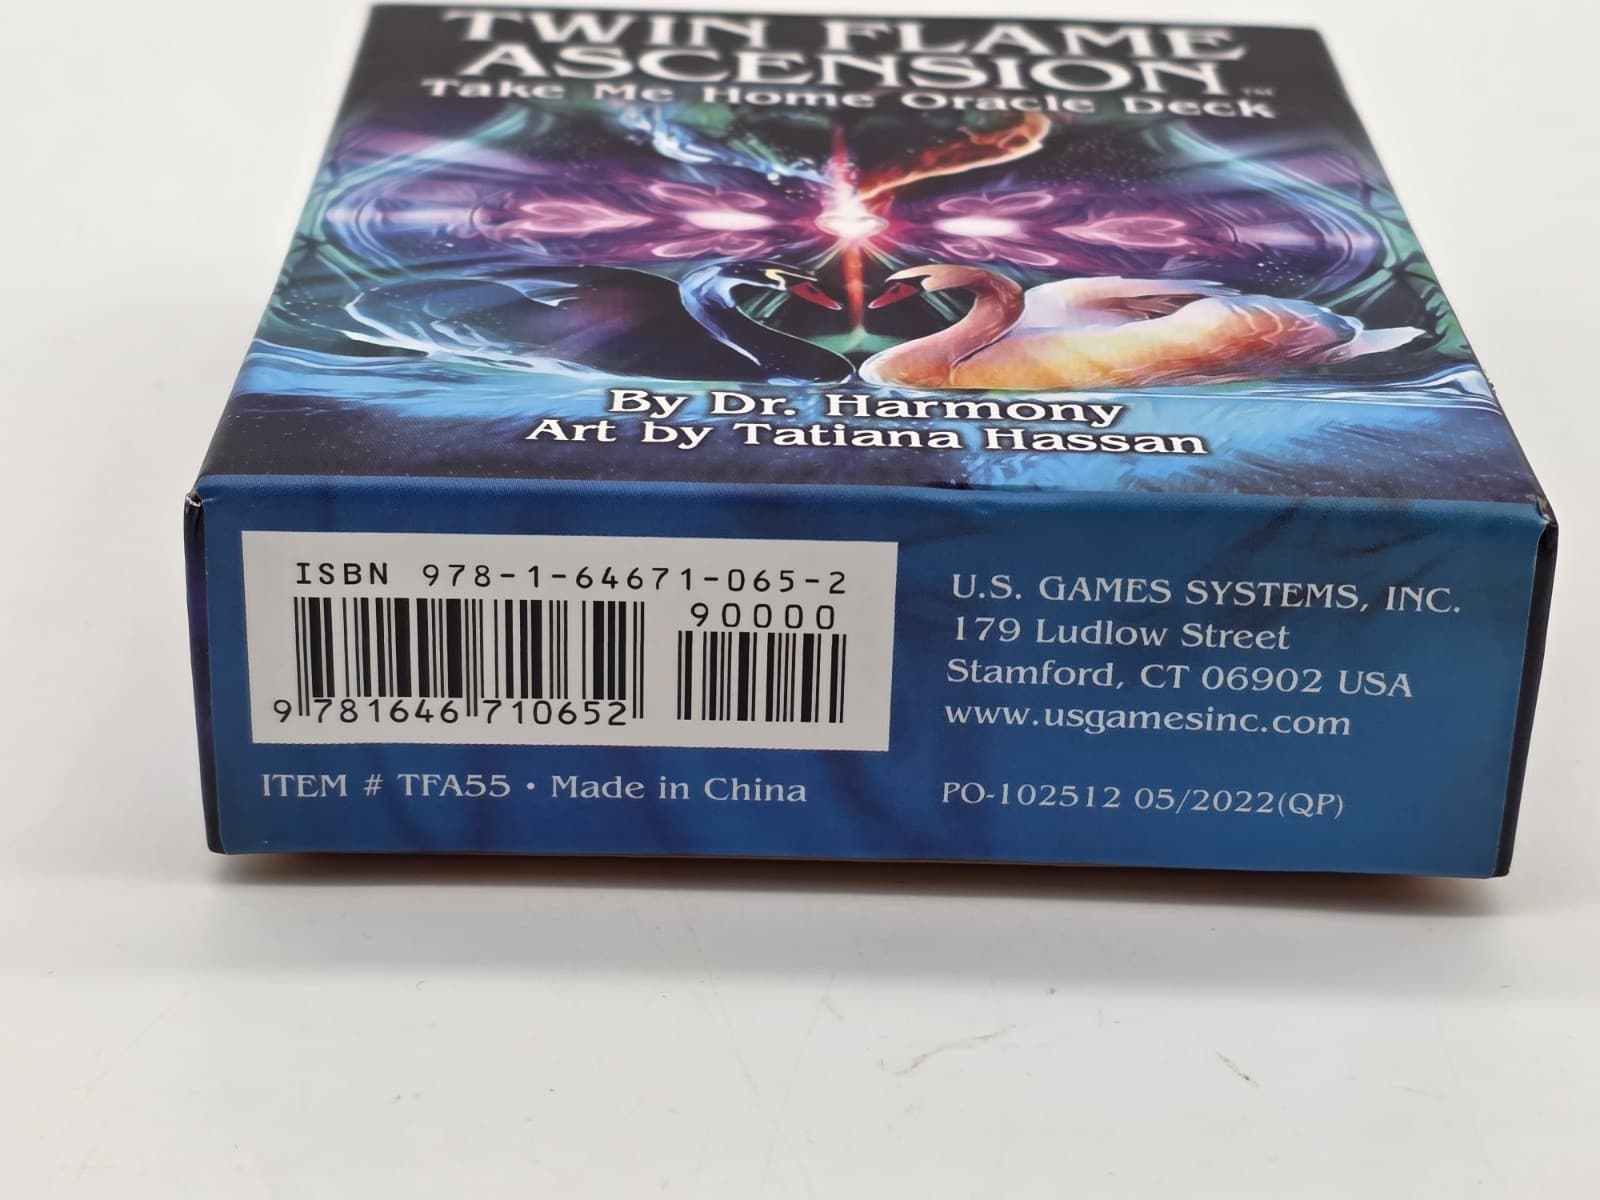 TWIN FLAME
ASCENSION™
Take Me Home Oracle Deck
By Dr. Harmony
Art by Tatiana Hassan
ISBN 978-1-64671-065-2
90000
9 781646 710652
ITEM # TFA55 • Made in China
U.S. GAMES SYSTEMS, INC.
179 Ludlow Street
Stamford, CT 06902 USA
www.usgamesinc.com
PO-102512 05/2022(QP)